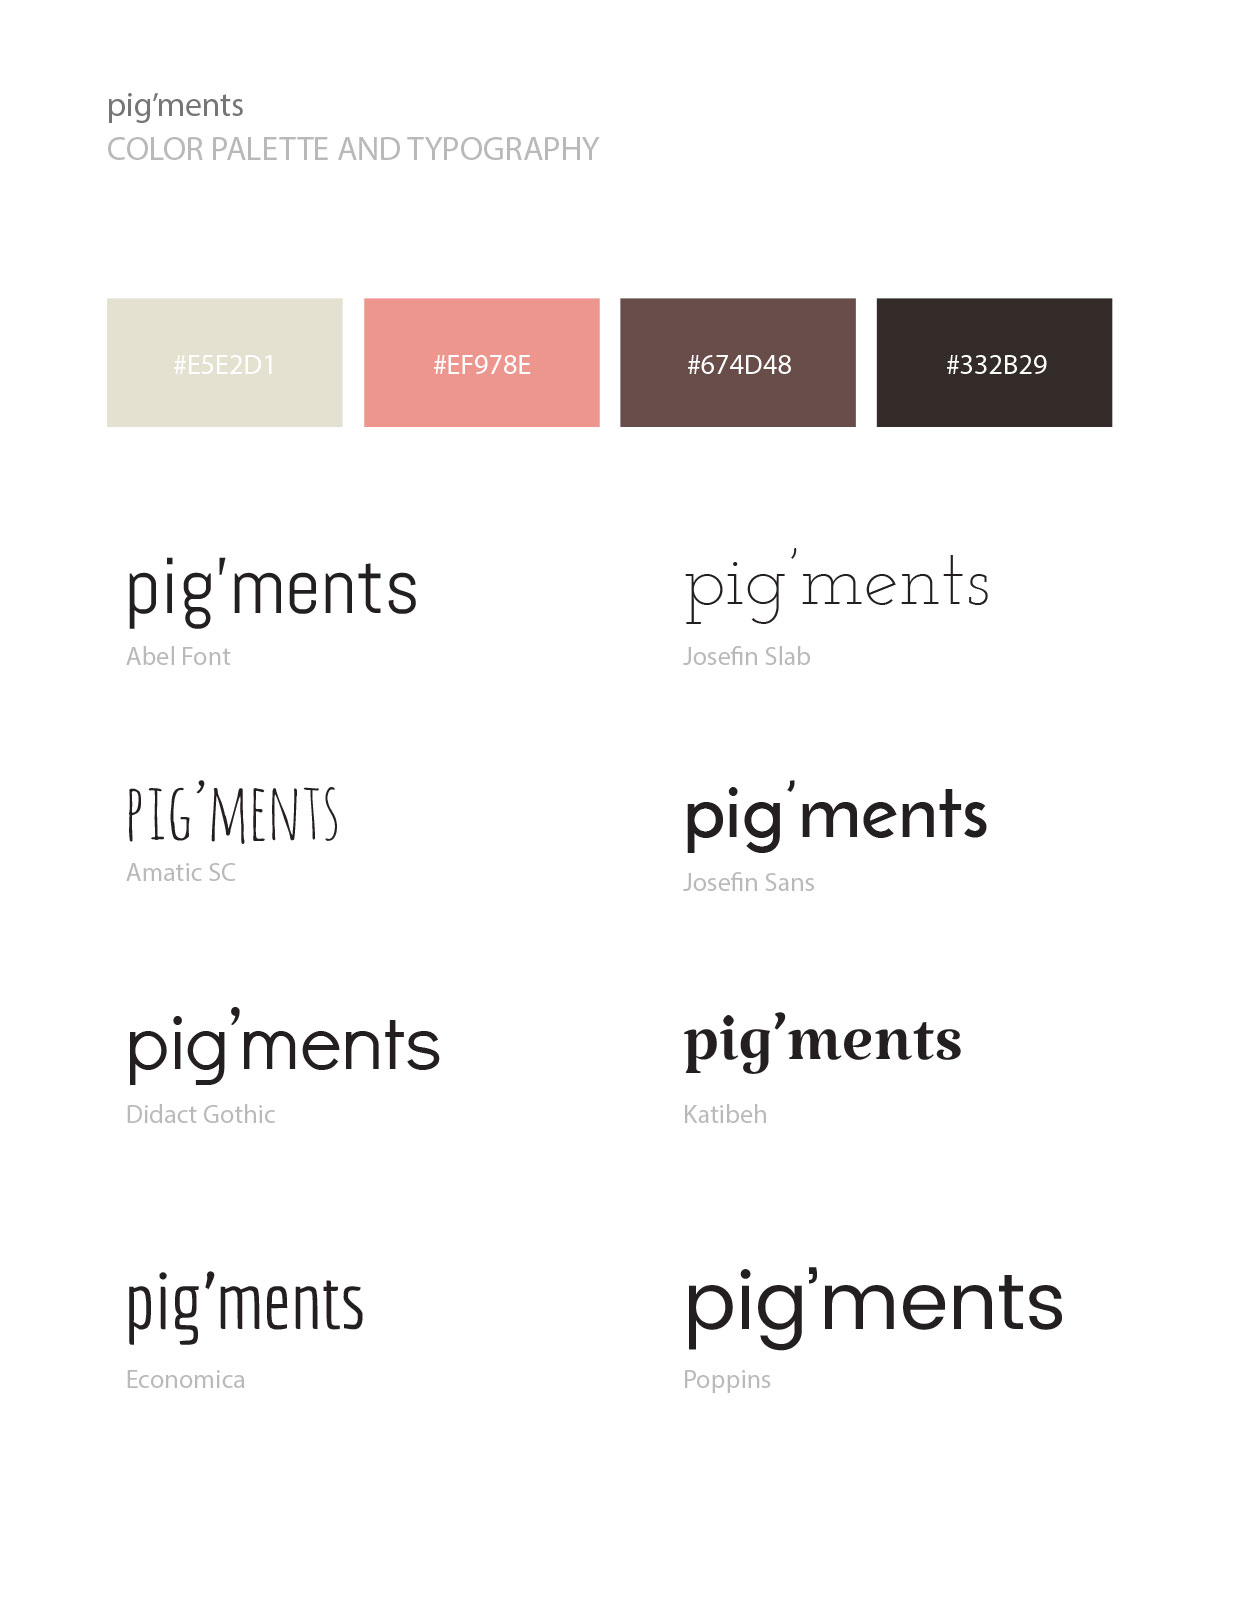 pig’ments
COLOR PALETTE AND TYPOGRAPHY
#E5E2D1
#EF978E
#674D48
#332B29
pig'ments
Abel Font
pig’ments
Josefin Slab
PIG’MENTS
Amatic SC
pig’ments
Josefin Sans
pig’ments
Didact Gothic
pig’ments
Katibeh
pig’ments
Economica
pig’ments
Poppins